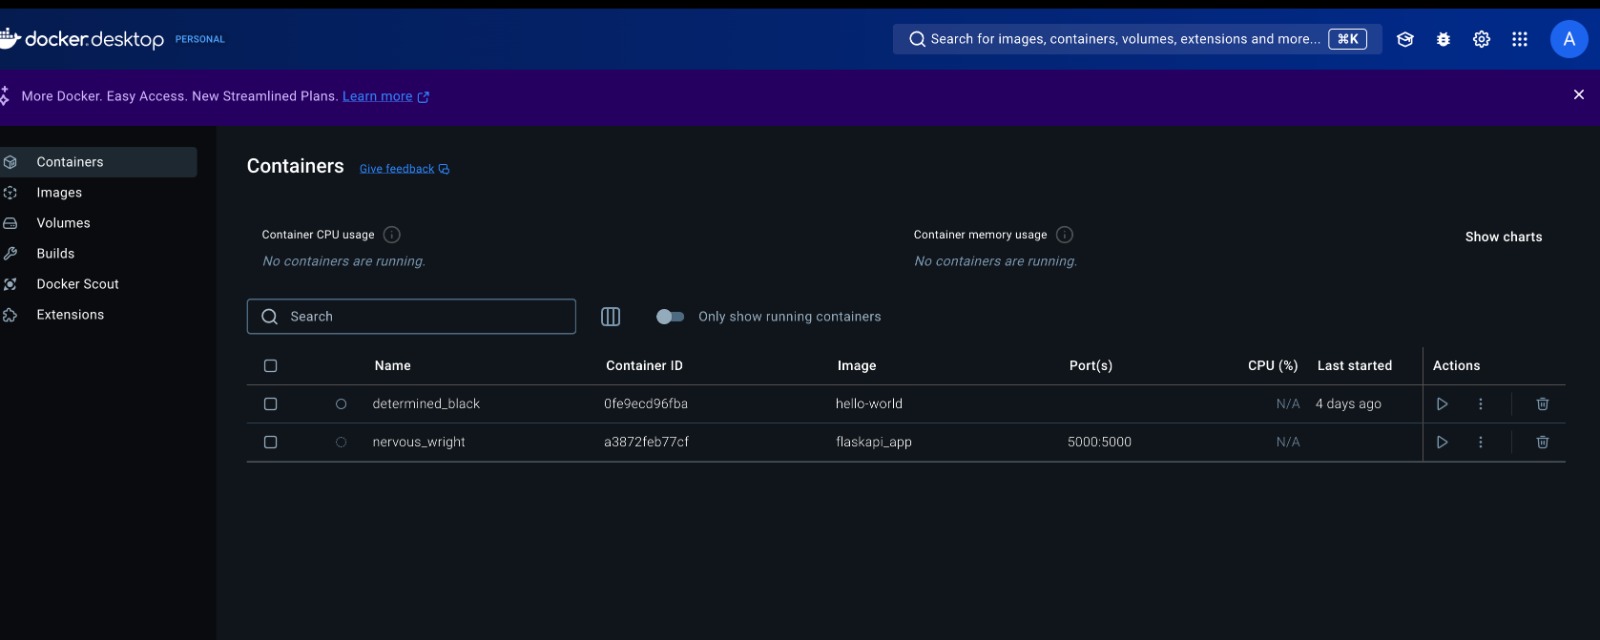 docker.desktop PERSONAL
Search for images, containers, volumes, extensions and more... ⌘K
A
More Docker. Easy Access. New Streamlined Plans. Learn more
Containers
Images
Volumes
Builds
Docker Scout
Extensions
Containers Give feedback
Container CPU usage
No containers are running.
Container memory usage
No containers are running.
Show charts
Search
Only show running containers
Name Container ID Image Port(s) CPU (%) Last started Actions
determined_black 0fe9ecd96fba hello-world N/A 4 days ago
nervous_wright a3872feb77cf flaskapi_app 5000:5000 N/A